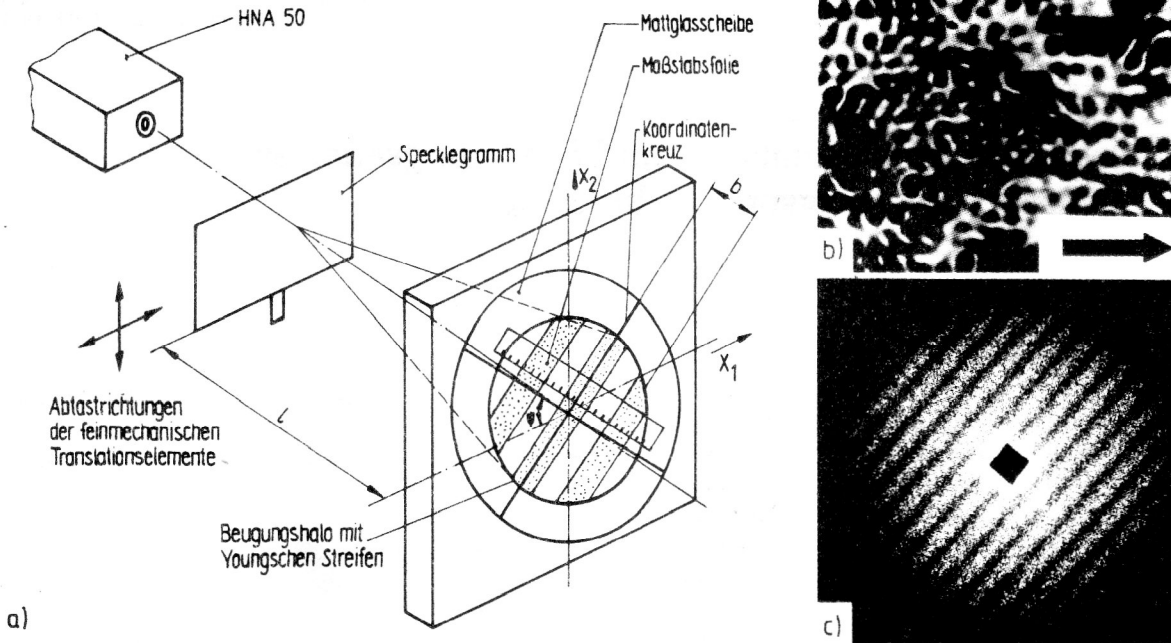 HNA 50
Specklegramm
Mattglasscheibe
Maßstabsfolie
Koordinaten-
kreuz
X₂
b
X₁
L
Abtastrichtungen
der feinmechanischen
Translationselemente
Beugungshalo mit
Youngschen Streifen
a)
b)
c)